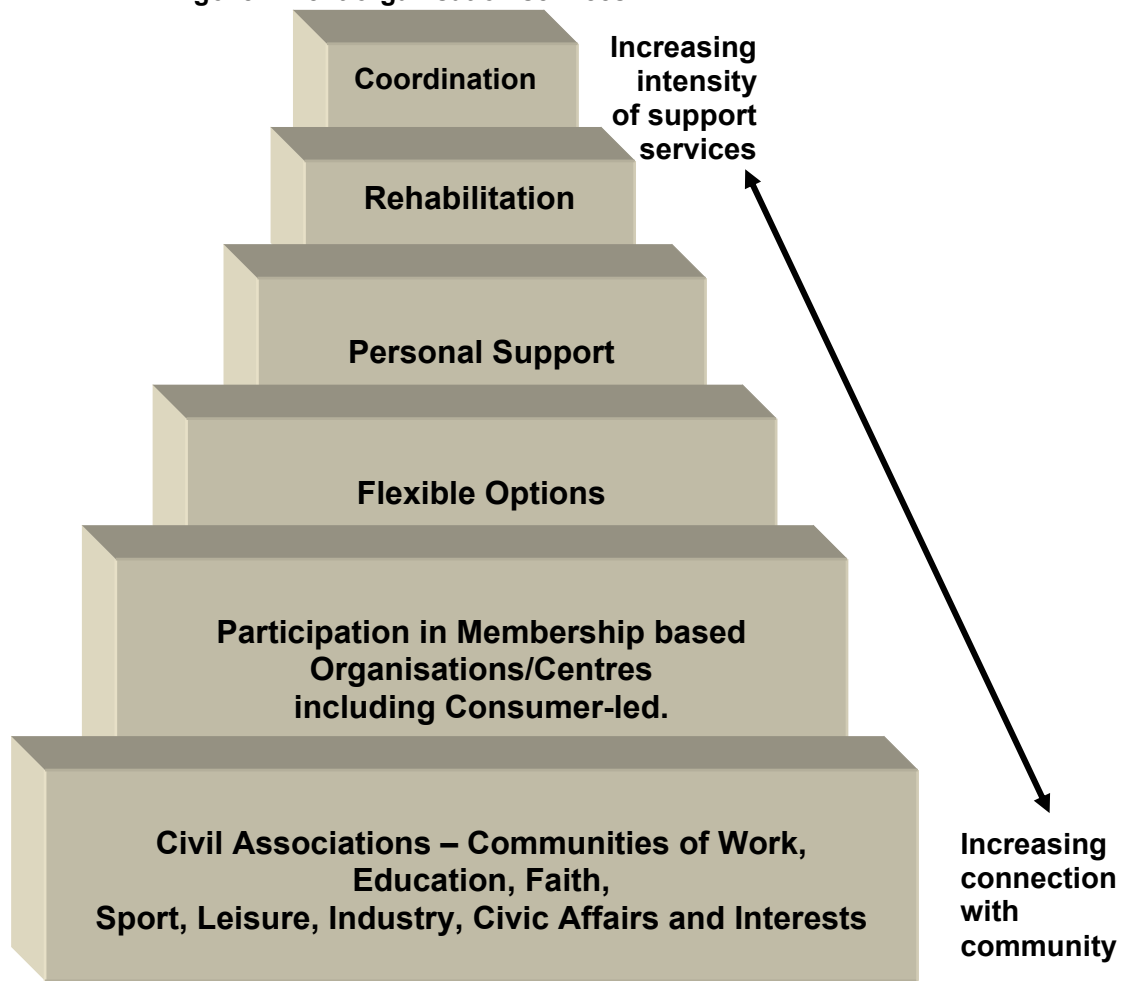 Coordination
Increasing
intensity
of support
services
Rehabilitation
Personal Support
Flexible Options
Participation in Membership based
Organisations/Centres
including Consumer-led.
Civil Associations – Communities of Work,
Education, Faith,
Sport, Leisure, Industry, Civic Affairs and Interests
Increasing
connection
with
community